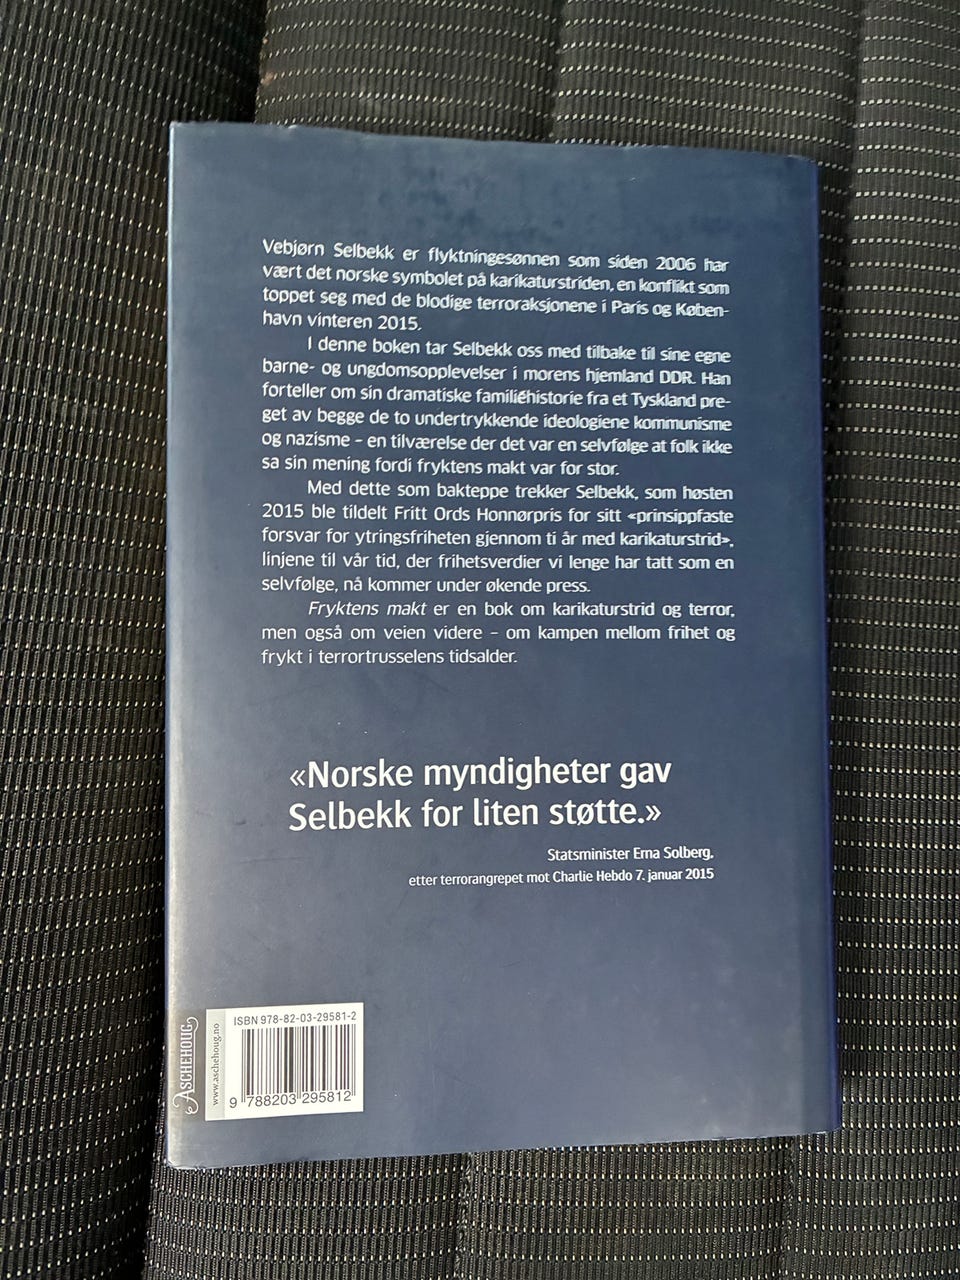 Vebjørn Selbekk er flyktningesønnen som siden 2006 har
vært det norske symbolet på karikaturstriden, en konflikt som
toppet seg med de blodige terroraksjonene i Paris og Køben-
havn vinteren 2015.
I denne boken tar Selbekk oss med tilbake til sine egne
barne- og ungdomsopplevelser i morens hjemland DDR. Han
forteller om sin dramatiske familiehistorie fra et Tyskland pre-
get av begge de to undertrykkende ideologiene kommunisme
og nazisme – en tilværelse der det var en selvfølge at folk ikke
sa sin mening fordi fryktens makt var for stor.
Med dette som bakteppe trekker Selbekk, som høsten
2015 ble tildelt Fritt Ords Honnørpris for sitt «prinsippfaste
forsvar for ytringsfriheten gjennom ti år med karikaturstrid»,
linjene til vår tid, der frihetsverdier vi lenge har tatt som en
selvfølge, nå kommer under økende press.
Fryktens makt er en bok om karikaturstrid og terror,
men også om veien videre – om kampen mellom frihet og
frykt i terrortrusselens tidsalder.
«Norske myndigheter gav
Selbekk for liten støtte.»
Statsminister Erna Solberg,
etter terrorangrepet mot Charlie Hebdo 7. januar 2015
ASCHEHOUG
www.aschehoug.no
ISBN 978-82-03-29581-2
9 788203 295812